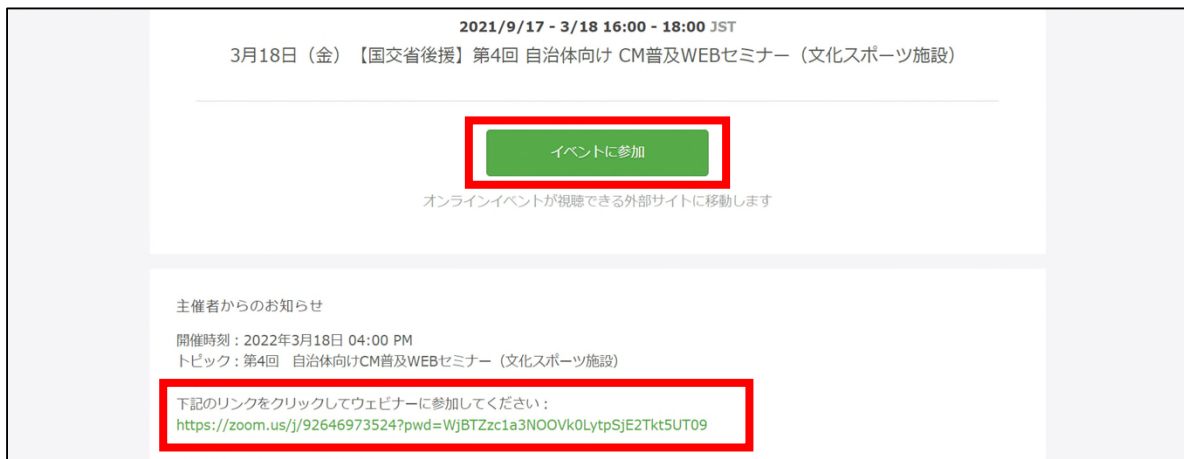 2021/9/17 - 3/18 16:00 - 18:00 JST
3月18日（金）【国交省後援】第4回 自治体向け CM普及WEBセミナー（文化スポーツ施設）
イベントに参加
オンラインイベントが視聴できる外部サイトに移動します
主催者からのお知らせ
開催時刻：2022年3月18日 04:00 PM
トピック：第4回　自治体向けCM普及WEBセミナー（文化スポーツ施設）
下記のリンクをクリックしてウェビナーに参加してください：
https://zoom.us/j/92646973524?pwd=WjBTZzc1a3NOOVk0LytpSjE2Tkt5UT09